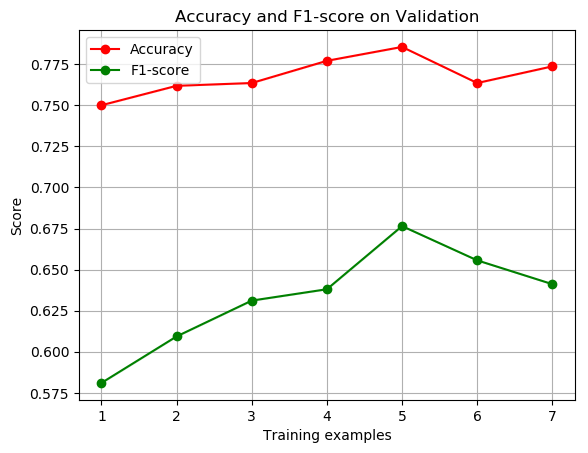 Accuracy and F1-score on Validation
Accuracy
F1-score
0.775
0.750
0.725
0.700
0.675
0.650
0.625
0.600
0.575
Score
1 2 3 4 5 6 7
Training examples